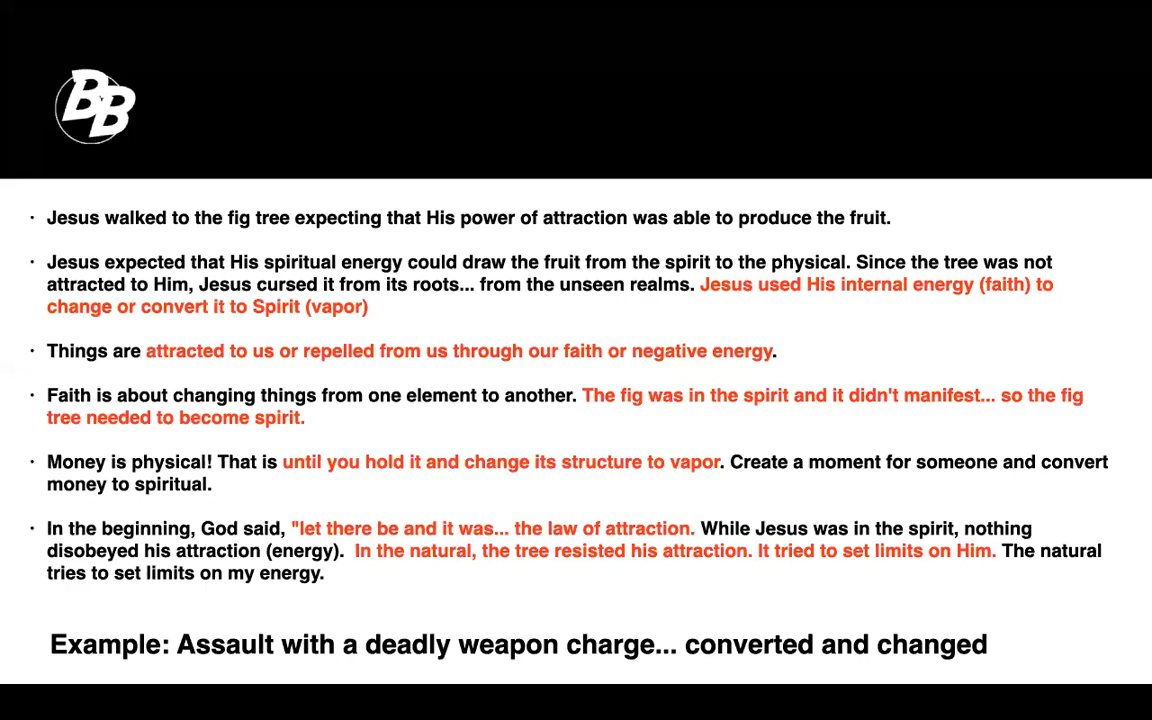 BB
· Jesus walked to the fig tree expecting that His power of attraction was able to produce the fruit.
· Jesus expected that His spiritual energy could draw the fruit from the spirit to the physical. Since the tree was not
attracted to Him, Jesus cursed it from its roots... from the unseen realms. Jesus used His internal energy (faith) to
change or convert it to Spirit (vapor)
· Things are attracted to us or repelled from us through our faith or negative energy.
· Faith is about changing things from one element to another. The fig was in the spirit and it didn't manifest... so the fig
tree needed to become spirit.
· Money is physical! That is until you hold it and change its structure to vapor. Create a moment for someone and convert
money to spiritual.
· In the beginning, God said, "let there be and it was... the law of attraction. While Jesus was in the spirit, nothing
disobeyed his attraction (energy). In the natural, the tree resisted his attraction. It tried to set limits on Him. The natural
tries to set limits on my energy.
Example: Assault with a deadly weapon charge... converted and changed